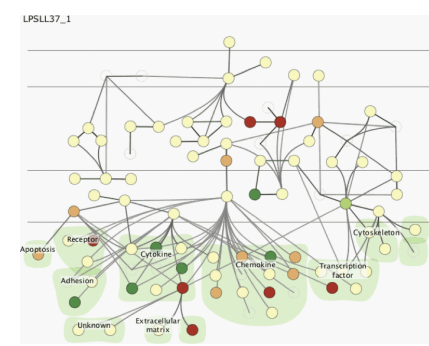 LPSLL37_1
Receptor
Cytoskeleton
Apoptosis
Cytokine
Chemokine
Transcription
factor
Adhesion
Unknown
Extracellular
matrix